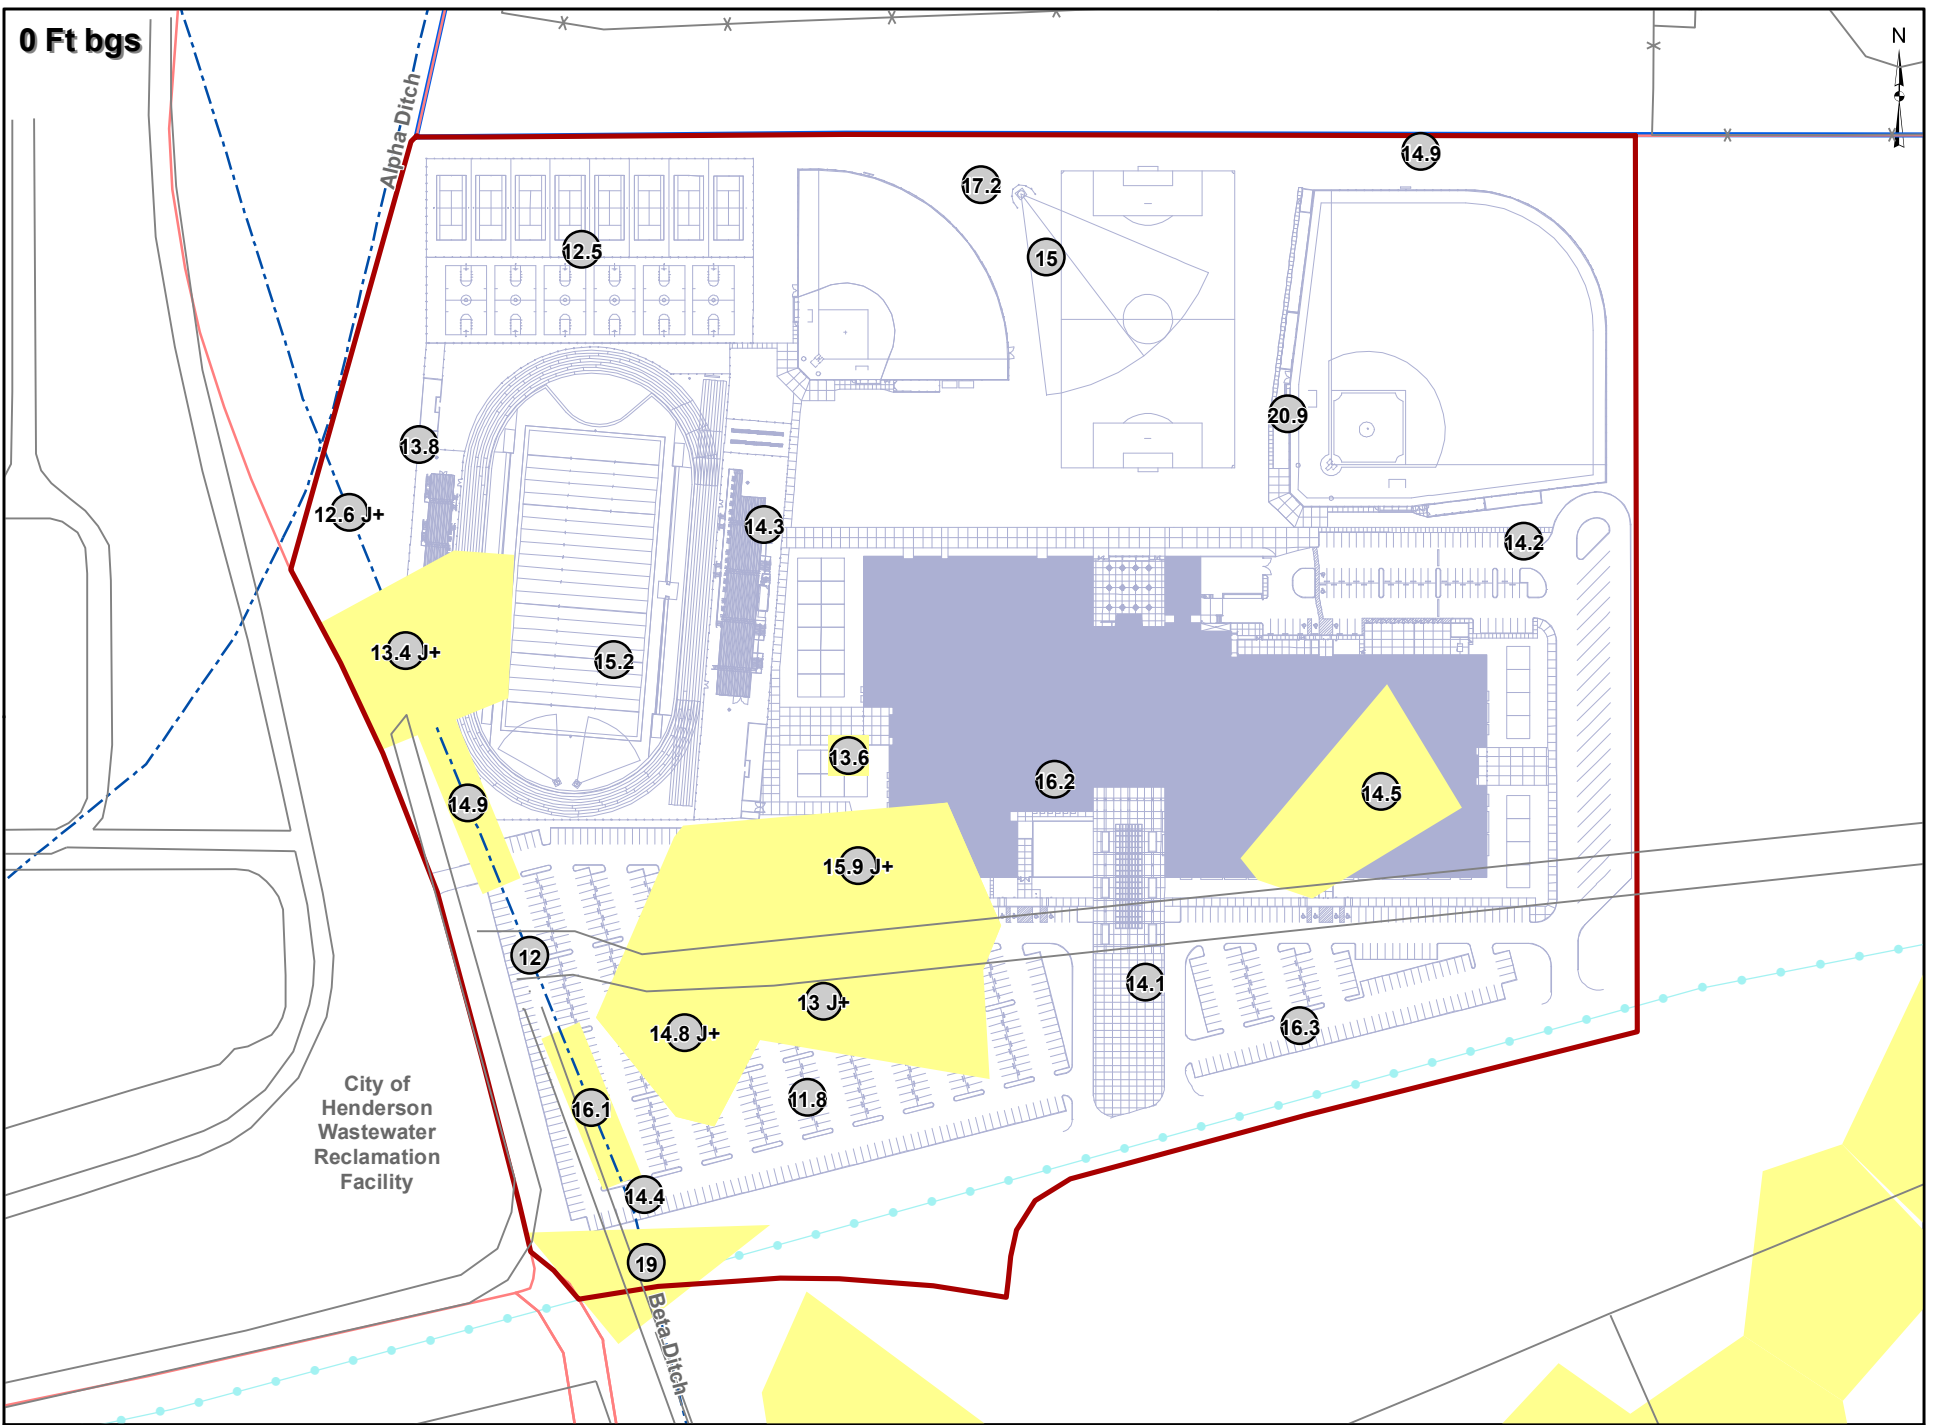 0 Ft bgs
N
Alpha Ditch
14.9
17.2
12.5
15
20.9
13.8
12.6 J+
14.3
14.2
13.4 J+
15.2
13.6
16.2
14.5
14.9
15.9 J+
12
14.1
13 J+
14.8 J+
16.3
City of
Henderson
Wastewater
Reclamation
Facility
11.8
16.1
14.4
19
Beta Ditch